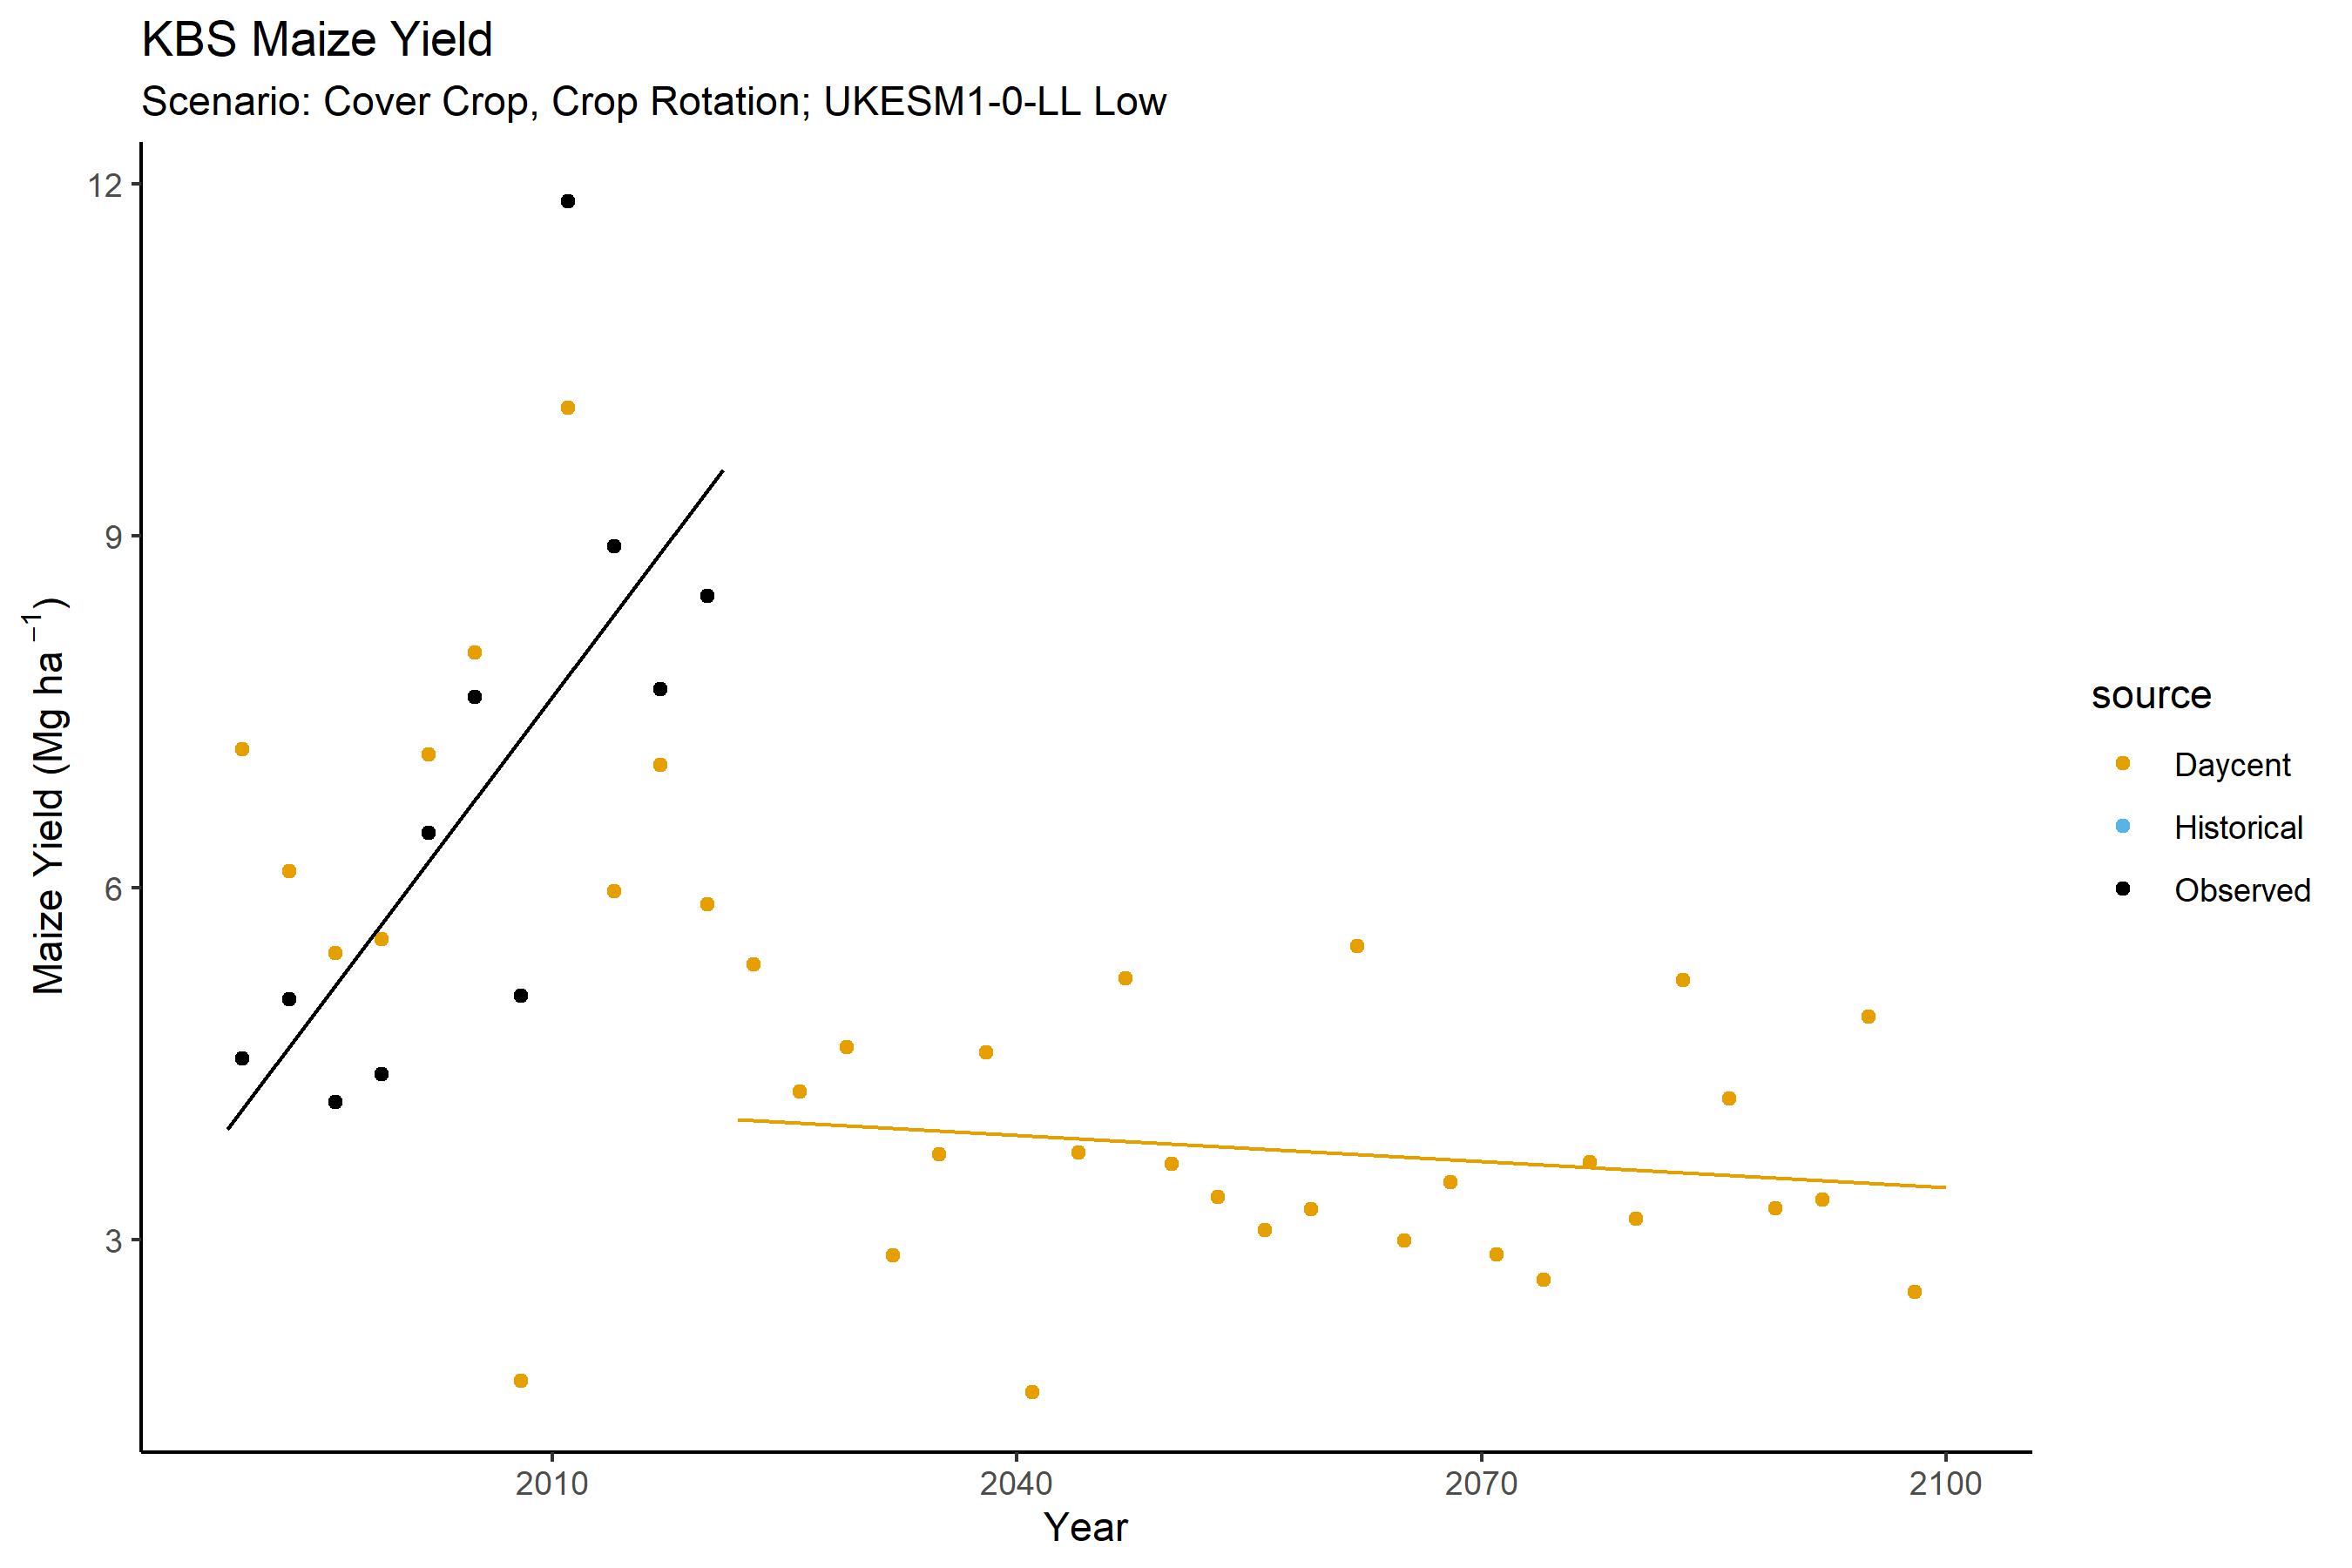 KBS Maize Yield
Scenario: Cover Crop, Crop Rotation; UKESM1-0-LL Low
Maize Yield (Mg ha −1)
12
9
6
3
2010
2040
2070
2100
Year
source
Daycent
Historical
Observed